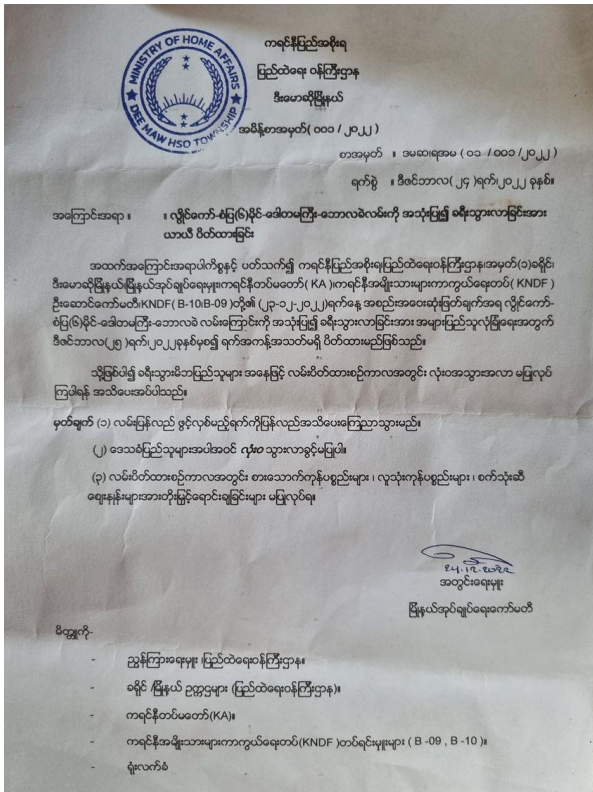 ကရင်နီပြည်အစိုးရ
ပြည်ထဲရေး ဝန်ကြီးဌာန
ဒီးမော့ဆိုမြို့နယ်
MINISTRY OF HOME AFFAIRS
DEE MAW HSO TOWNSHIP
အမိန့်စာအမှတ်( ၀၀၁ / ၂၀၂၂ )
စာအမှတ် ။ ဒမဆ၊ရအမ ( ၀၁ / ၀၀၁ /၂၀၂၂ )
ရက်စွဲ ။ ဒီဇင်ဘာလ( ၂၄ )ရက်၊၂၀၂၂ ခုနှစ်။
အကြောင်းအရာ ။ ။ လွိုင်ကော်-စံပြ(၆)မိုင်-ဒေါတမကြီး-ဘောလခဲလမ်းကို အသုံးပြု၍ ခရီးသွားလာခြင်းအား
ယာယီ ပိတ်ထားခြင်း
အထက်အကြောင်းအရာပါကိစ္စနှင့် ပတ်သက်၍ ကရင်နီပြည်အစိုးရ၊ပြည်ထဲရေးဝန်ကြီးဌာန၊အမှတ်(၁)ခရိုင်၊
ဒီးမော့ဆိုမြို့နယ်၊မြို့နယ်အုပ်ချုပ်ရေးမှူး၊ကရင်နီတပ်မတော် ( KA )၊ကရင်နီအမျိုးသားများကာကွယ်ရေးတပ် ( KNDF )
ဦးဆောင်ကော်မတီ၊KNDF( B-10၊B-09 )တို့၏ (၂၃-၁၂-၂၀၂၂)ရက်နေ့ အစည်းအဝေးဆုံးဖြတ်ချက်အရ လွိုင်ကော်-
စံပြ(၆)မိုင်-ဒေါတမကြီး-ဘောလခဲ လမ်းကြောင်းကို အသုံးပြု၍ ခရီးသွားလာခြင်းအား အများပြည်သူလုံခြုံရေးအတွက်
ဒီဇင်ဘာလ(၂၅ )ရက်၊၂၀၂၂ခုနှစ်မှစ၍ ရက်အကန့်အသတ်မရှိ ပိတ်ထားမည်ဖြစ်သည်။
သို့ဖြစ်ပါ၍ ခရီးသွားမိဘပြည်သူများ အနေဖြင့် လမ်းပိတ်ထားစဉ်ကာလအတွင်း လုံးဝအသွားအလာ မပြုလုပ်
ကြပါရန် အသိပေးအပ်ပါသည်။
မှတ်ချက် (၁) လမ်းပြန်လည် ဖွင့်လှစ်မည့်ရက်ကိုပြန်လည်အသိပေးကြေညာသွားမည်။
(၂) ဒေသခံပြည်သူများအပါအဝင် လုံးဝ သွားလာခွင့်မပြုပါ။
(၃) လမ်းပိတ်ထားစဉ်ကာလအတွင်း စားသောက်ကုန်ပစ္စည်းများ ၊ လူသုံးကုန်ပစ္စည်းများ ၊ စက်သုံးဆီ
ဈေးနှုန်းများအားတိုးမြှင့်ရောင်းချခြင်းများ မပြုလုပ်ရ။
၂၄.၁၂.၂၀၂၂
အတွင်းရေးမှူး
မြို့နယ်အုပ်ချုပ်ရေးကော်မတီ
မိတ္တူကို-
- ညွှန်ကြားရေးမှူး ၊ပြည်ထဲရေးဝန်ကြီးဌာန။
- ခရိုင် /မြို့နယ် ဥက္ကဌများ (ပြည်ထဲရေးဝန်ကြီးဌာန)။
- ကရင်နီတပ်မတော်(KA)။
- ကရင်နီအမျိုးသားများကာကွယ်ရေးတပ်(KNDF )တပ်ရင်းမှူးများ ( B -09 , B -10 )။
- ရုံးလက်ခံ